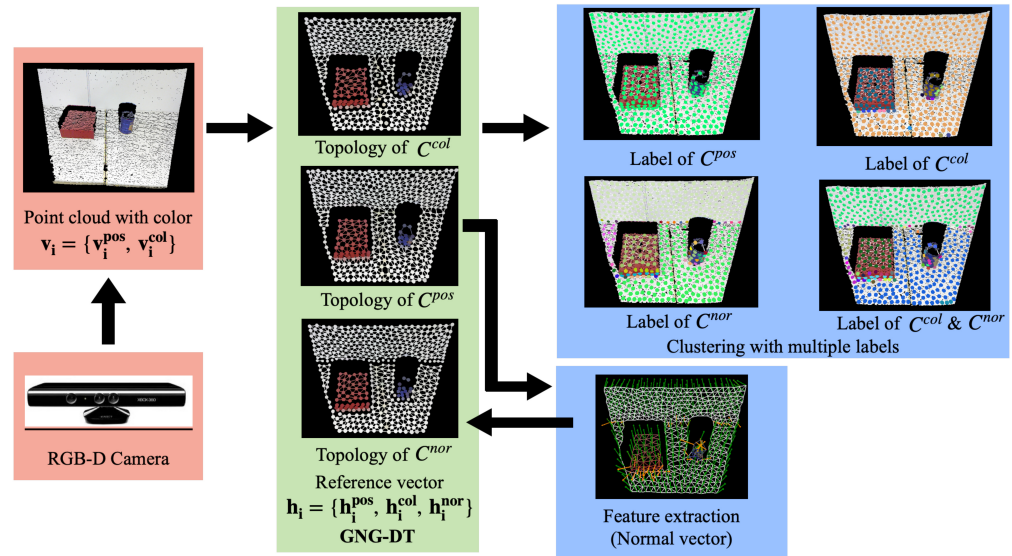 Point cloud with color
v_i = {v_i^pos, v_i^col}
RGB-D Camera
Topology of C^col
Topology of C^pos
Topology of C^nor
Reference vector
h_i = {h_i^pos, h_i^col, h_i^nor}
GNG-DT
Label of C^pos
Label of C^col
Label of C^nor
Label of C^col & C^nor
Clustering with multiple labels
Feature extraction
(Normal vector)